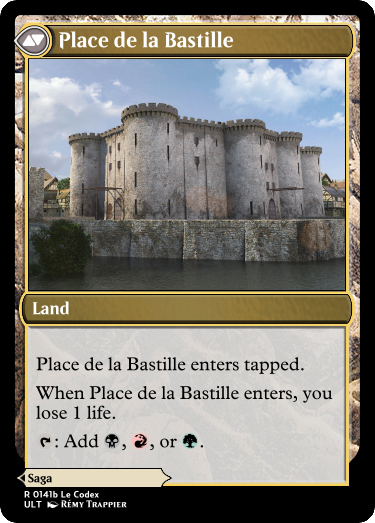 Place de la Bastille
Land
Place de la Bastille enters tapped.
When Place de la Bastille enters, you
lose 1 life.
: Add , , or .
Saga
R 0141b Le Codex
ULT Rémy Trappier